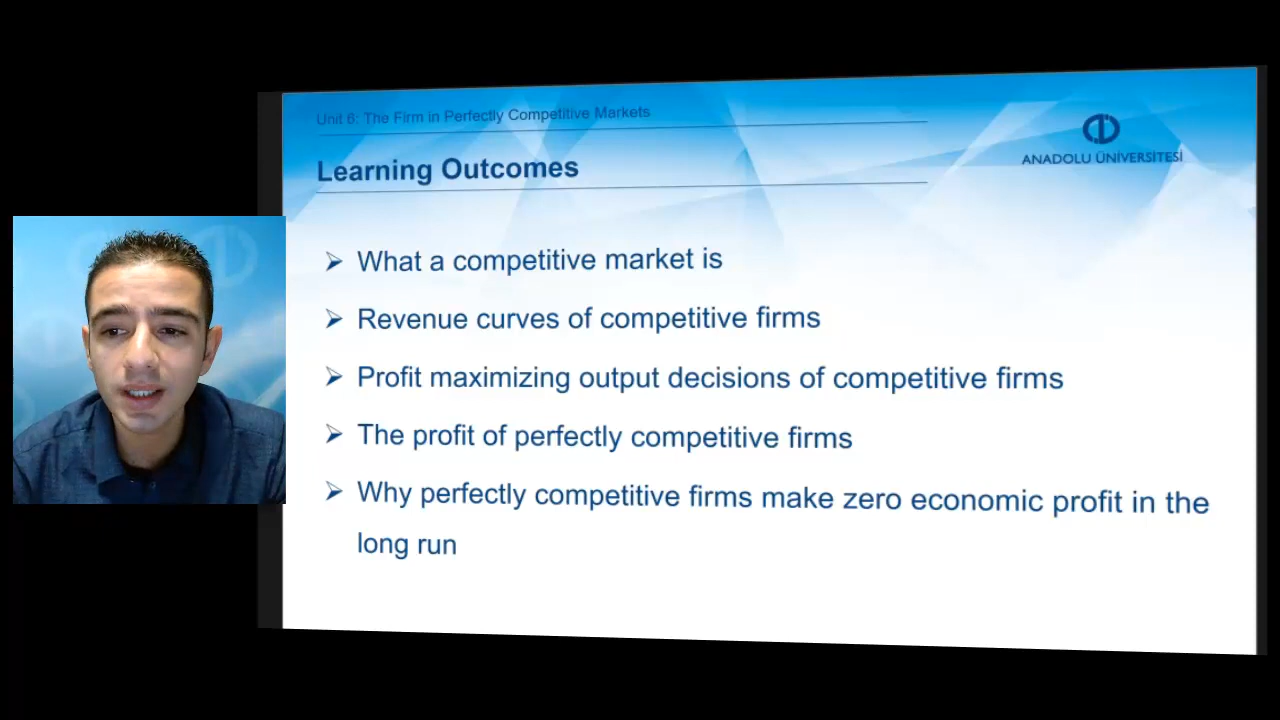 Unit 6: The Firm in Perfectly Competitive Markets
Learning Outcomes
ANADOLU ÜNİVERSİTESİ
➢ What a competitive market is
➢ Revenue curves of competitive firms
➢ Profit maximizing output decisions of competitive firms
➢ The profit of perfectly competitive firms
➢ Why perfectly competitive firms make zero economic profit in the
long run